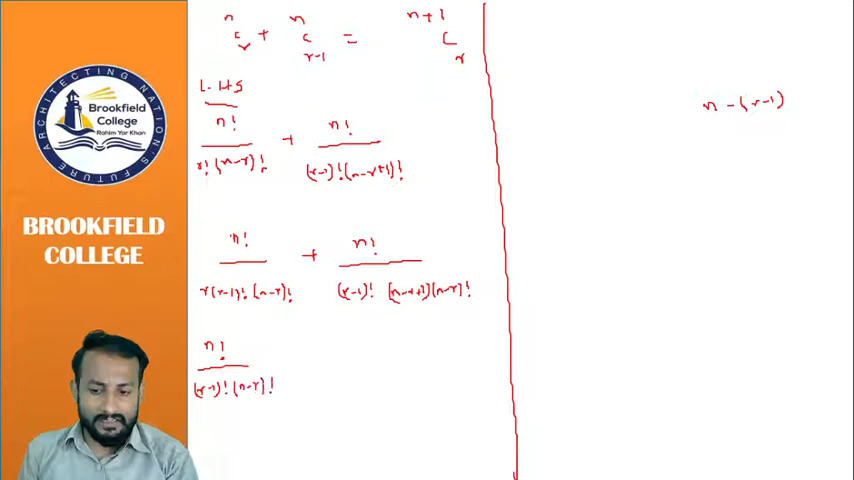 ARCHITECTING NATION'S FUTURE
Brookfield
College
Rahim Yar Khan
BROOKFIELD
COLLEGE
ⁿCᵣ + ⁿCᵣ₋₁ = ⁿ⁺¹Cᵣ
L.H.S
n!/(r!(n-r)!) + n!/((r-1)!(n-r+1)!)
n!/(r(r-1)!(n-r)!) + n!/((r-1)!(n-r+1)(n-r)!)
n!/((r-1)!(n-r)!)
n-(r-1)